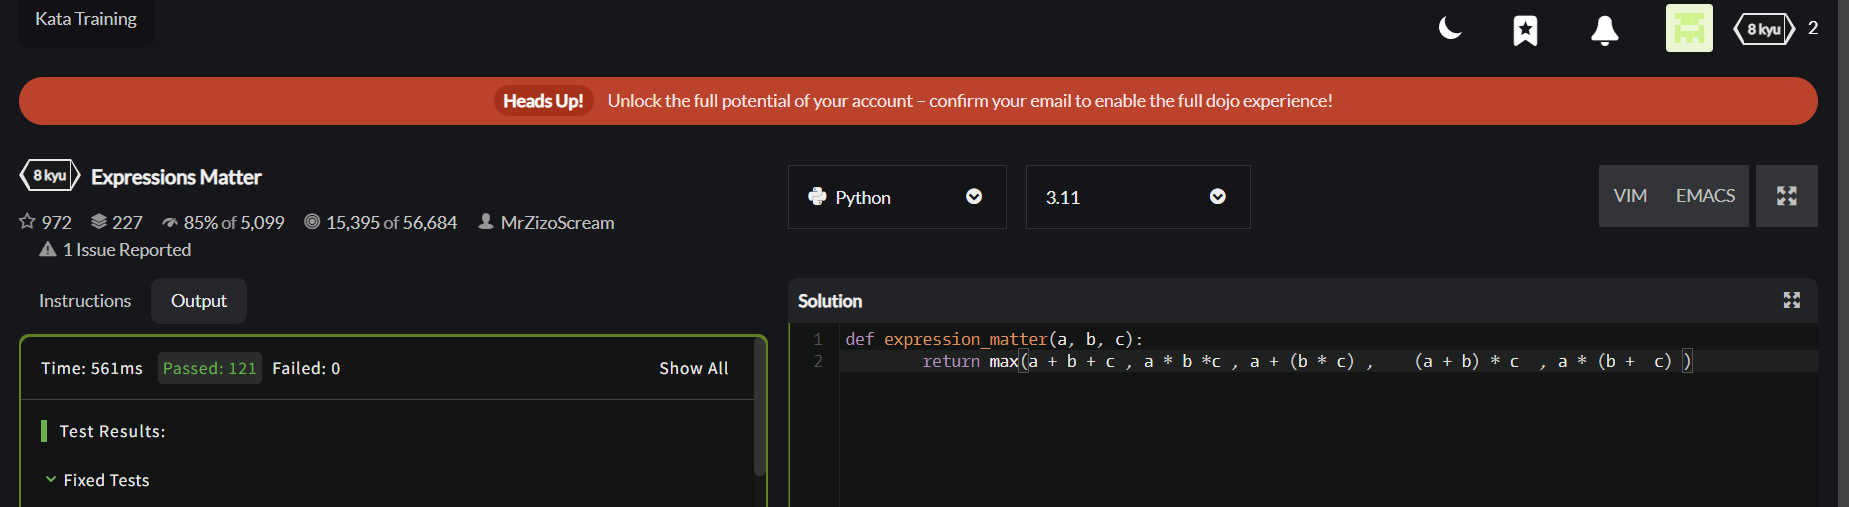 Kata Training
8 kyu 2
Heads Up! Unlock the full potential of your account – confirm your email to enable the full dojo experience!
8 kyu Expressions Matter
972 227 85% of 5,099 15,395 of 56,684 MrZizoScream
1 Issue Reported
Python 3.11 VIM EMACS
Instructions Output
Time: 561ms Passed: 121 Failed: 0 Show All
Test Results:
Fixed Tests
Solution
1 def expression_matter(a, b, c):
2 return max(a + b + c , a * b *c , a + (b * c) , (a + b) * c , a * (b + c) )